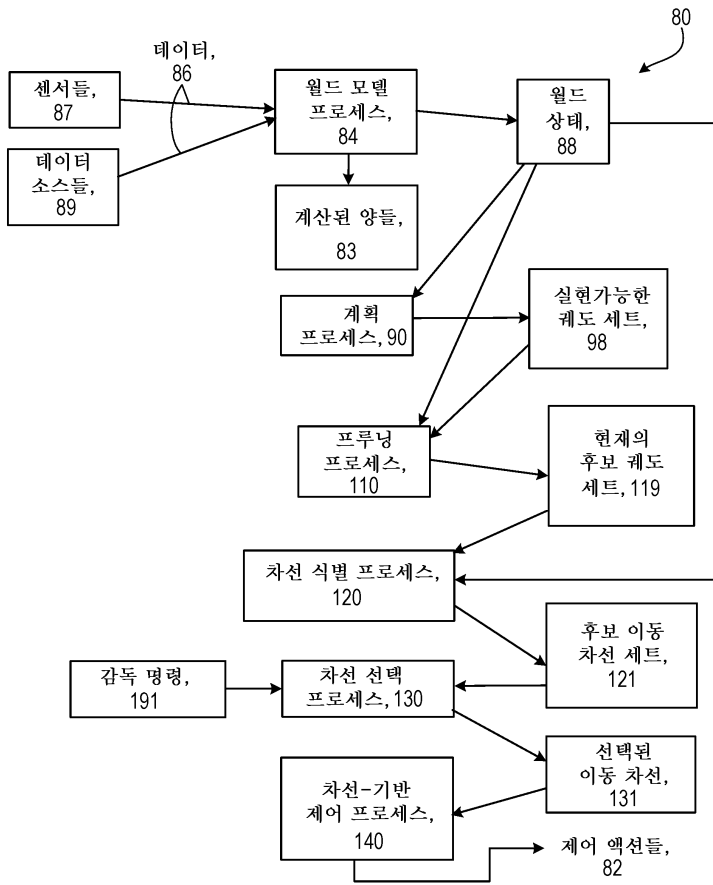 80
데이터,
86
센서들,
87
데이터
소스들,
89
월드 모델
프로세스,
84
월드
상태,
88
계산된 양들,
83
계획
프로세스, 90
실현가능한
궤도 세트,
98
프루닝
프로세스,
110
현재의
후보 궤도
세트, 119
차선 식별 프로세스,
120
후보 이동
차선 세트,
121
감독 명령,
191
차선 선택
프로세스, 130
선택된
이동 차선,
131
차선-기반
제어 프로세스,
140
제어 액션들,
82